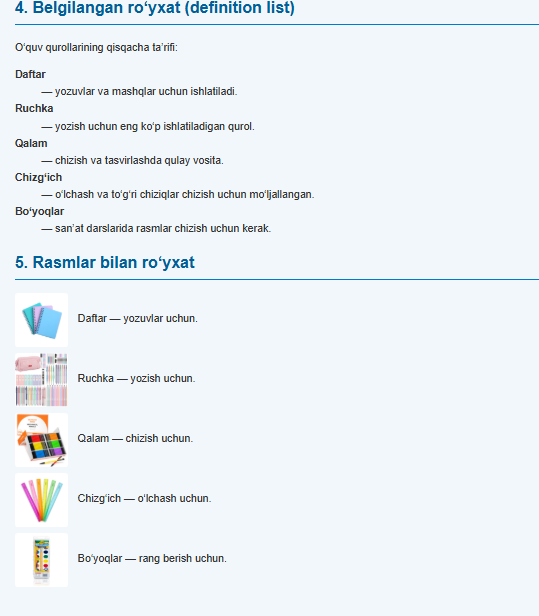 4. Belgilangan ro‘yxat (definition list)
O‘quv qurollarining qisqacha ta’rifi:
Daftar
— yozuvlar va mashqlar uchun ishlatiladi.
Ruchka
— yozish uchun eng ko‘p ishlatiladigan qurol.
Qalam
— chizish va tasvirlashda qulay vosita.
Chizg‘ich
— o‘lchash va to‘g‘ri chiziqlar chizish uchun mo‘ljallangan.
Bo‘yoqlar
— san’at darslarida rasmlar chizish uchun kerak.
5. Rasmlar bilan ro‘yxat
Daftar — yozuvlar uchun.
Ruchka — yozish uchun.
Qalam — chizish uchun.
Chizg‘ich — o‘lchash uchun.
Bo‘yoqlar — rang berish uchun.